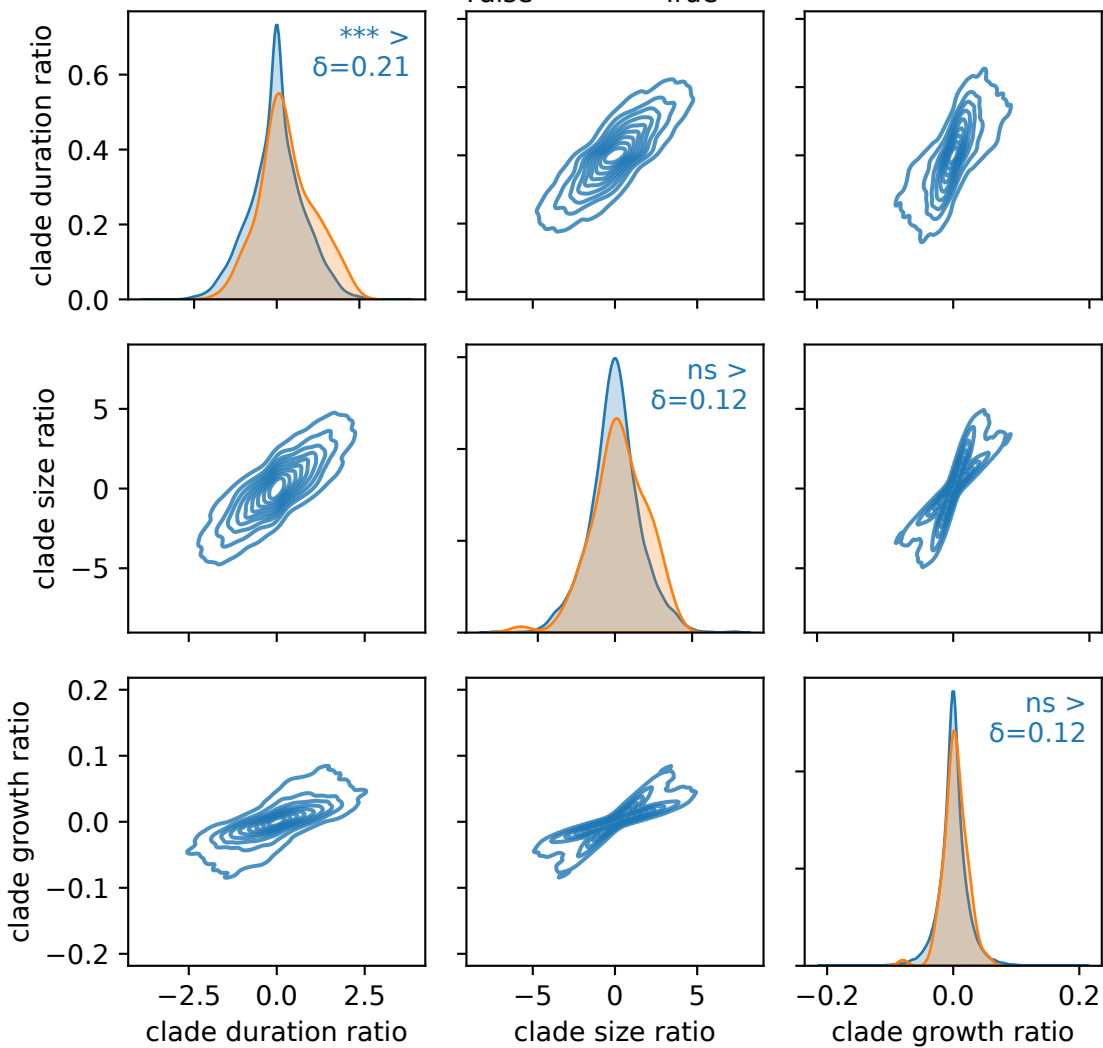 False True
clade duration ratio
0.6
0.4
0.2
0.0
*** >
δ=0.21
clade size ratio
5
0
−5
ns >
δ=0.12
clade growth ratio
0.2
0.1
0.0
−0.1
−0.2
ns >
δ=0.12
−2.5 0.0 2.5
−5 0 5
−0.2 0.0 0.2
clade duration ratio
clade size ratio
clade growth ratio